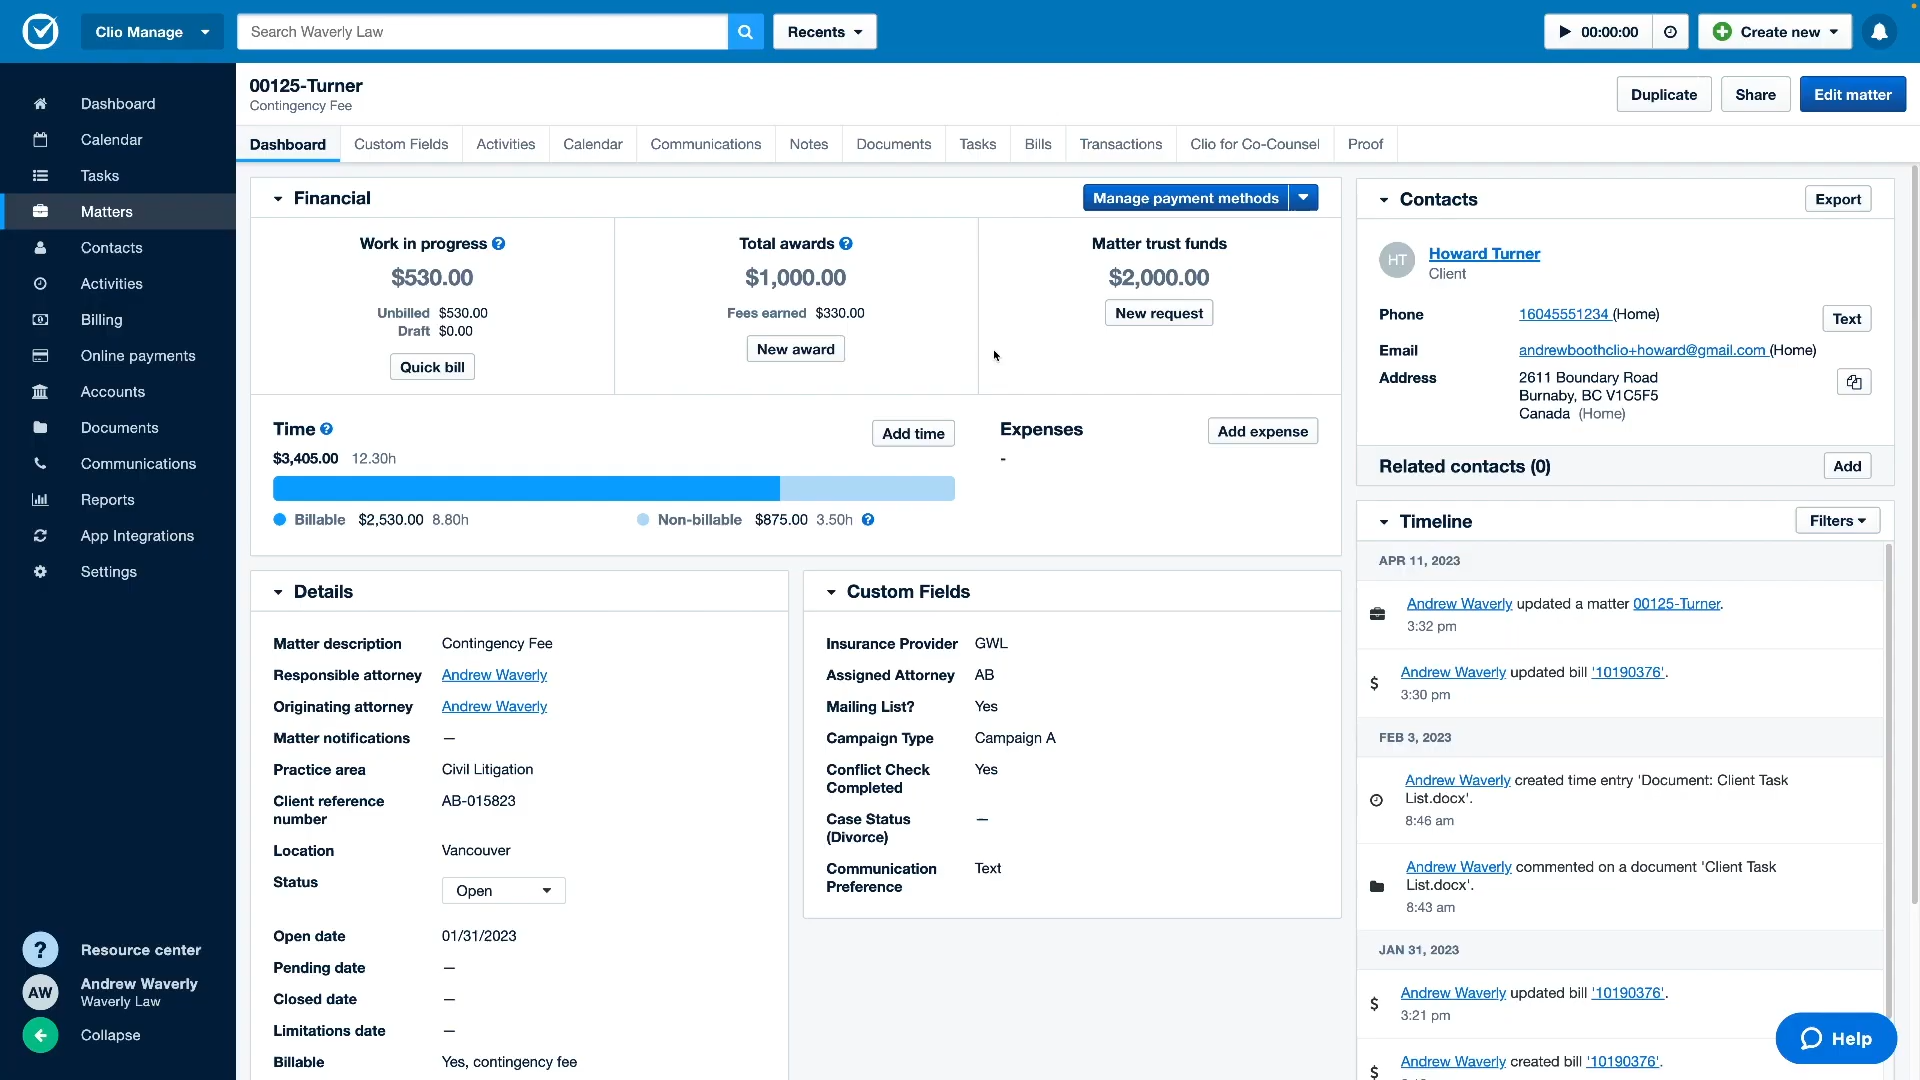 Clio Manage
Search Waverly Law
Recents
00:00:00
Create new
Dashboard
Calendar
Tasks
Matters
Contacts
Activities
Billing
Online payments
Accounts
Documents
Communications
Reports
App Integrations
Settings
? Resource center
AW Andrew Waverly
Waverly Law
Collapse
00125-Turner
Contingency Fee
Duplicate
Share
Edit matter
Dashboard
Custom Fields
Activities
Calendar
Communications
Notes
Documents
Tasks
Bills
Transactions
Clio for Co-Counsel
Proof
Financial
Manage payment methods
Work in progress ?
$530.00
Unbilled $530.00
Draft $0.00
Quick bill
Total awards ?
$1,000.00
Fees earned $330.00
New award
Matter trust funds
$2,000.00
New request
Time ?
Add time
$3,405.00 12.30h
Billable $2,530.00 8.80h
Non-billable $875.00 3.50h ?
Expenses
Add expense
-
Details
Matter description Contingency Fee
Responsible attorney Andrew Waverly
Originating attorney Andrew Waverly
Matter notifications —
Practice area Civil Litigation
Client reference number AB-015823
Location Vancouver
Status Open
Open date 01/31/2023
Pending date —
Closed date —
Limitations date —
Billable Yes, contingency fee
Custom Fields
Insurance Provider GWL
Assigned Attorney AB
Mailing List? Yes
Campaign Type Campaign A
Conflict Check Completed Yes
Case Status (Divorce) —
Communication Preference Text
Contacts
Export
HT Howard Turner
Client
Phone 16045551234 (Home)
Text
Email andrewboothclio+howard@gmail.com (Home)
Address 2611 Boundary Road
Burnaby, BC V1C5F5
Canada (Home)
Related contacts (0)
Add
Timeline
Filters
APR 11, 2023
Andrew Waverly updated a matter 00125-Turner.
3:32 pm
$ Andrew Waverly updated bill '10190376'.
3:30 pm
FEB 3, 2023
Andrew Waverly created time entry 'Document: Client Task
List.docx'.
8:46 am
Andrew Waverly commented on a document 'Client Task
List.docx'.
8:43 am
JAN 31, 2023
$ Andrew Waverly updated bill '10190376'.
3:21 pm
$ Andrew Waverly created bill '10190376'.
Help